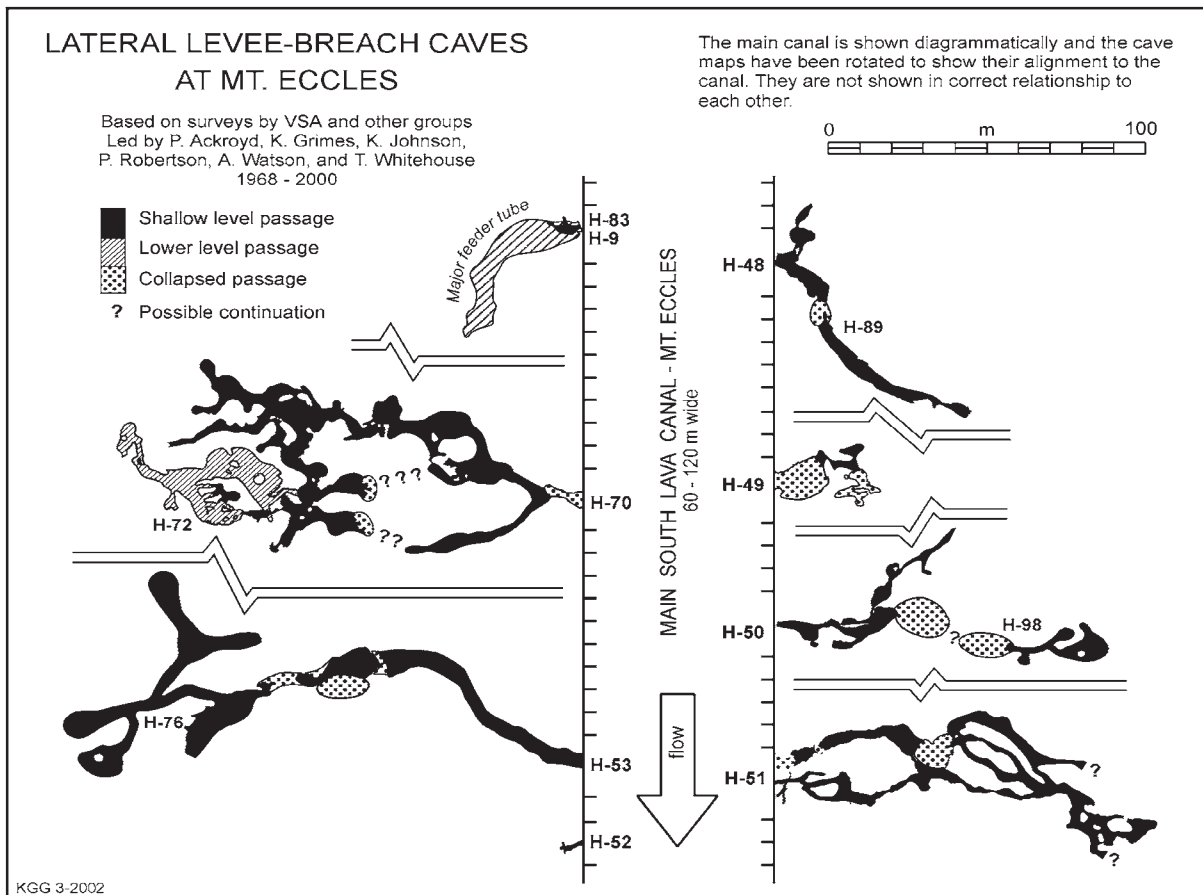 LATERAL LEVEE-BREACH CAVES
AT MT. ECCLES
Based on surveys by VSA and other groups
Led by P. Ackroyd, K. Grimes, K. Johnson,
P. Robertson, A. Watson, and T. Whitehouse
1968 - 2000
Shallow level passage
Lower level passage
Collapsed passage
? Possible continuation
The main canal is shown diagrammatically and the cave
maps have been rotated to show their alignment to the
canal. They are not shown in correct relationship to
each other.
0 m 100
Major feeder tube
H-83
H-9
? ? ?
H-70
H-72
??
H-76
H-53
H-52
MAIN SOUTH LAVA CANAL - MT. ECCLES
60 - 120 m wide
flow
H-48
H-89
H-49
H-50
?
H-98
H-51
?
?
KGG 3-2002